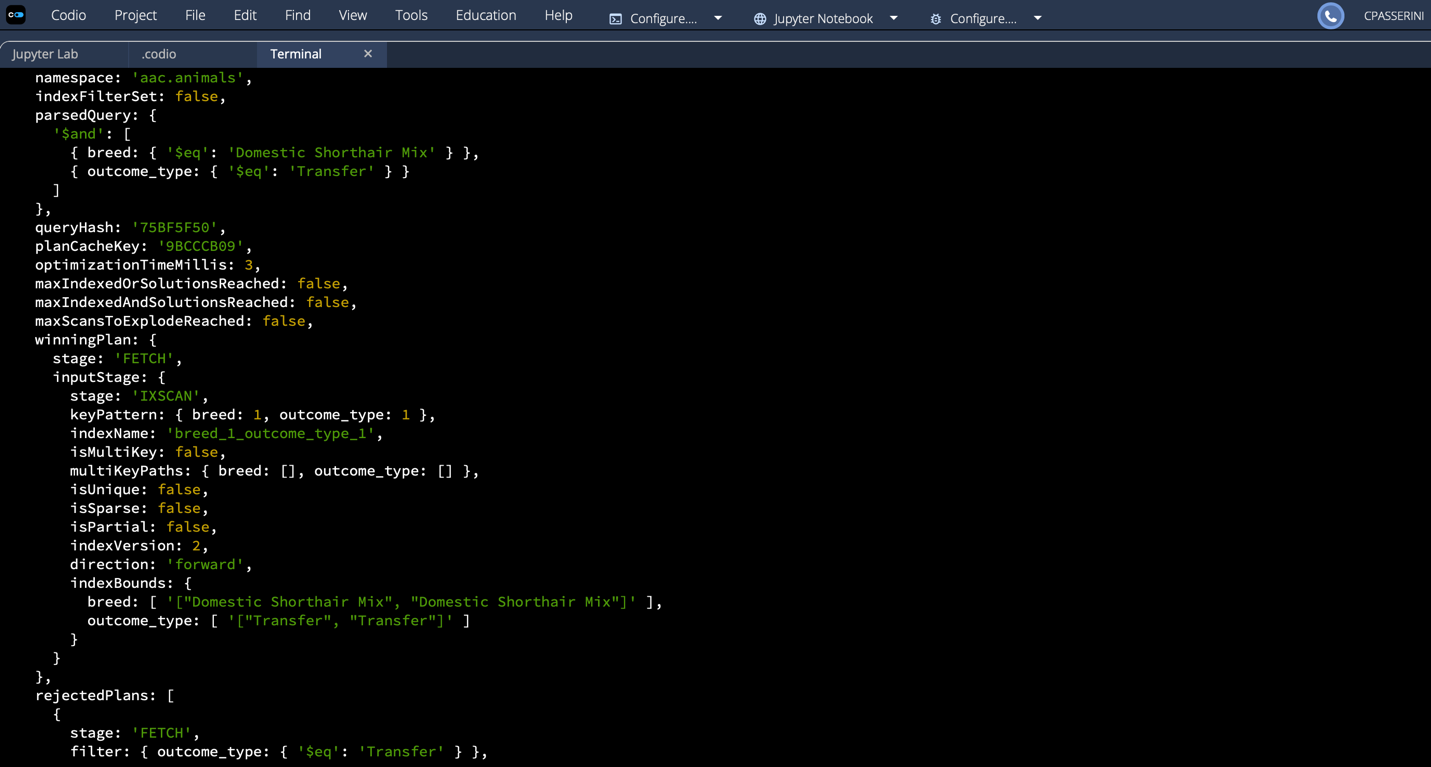 Codio Project File Edit Find View Tools Education Help Configure.... Jupyter Notebook Configure.... CPASSERINI
Jupyter Lab .codio Terminal ×
namespace: 'aac.animals',
indexFilterSet: false,
parsedQuery: {
'$and': [
{ breed: { '$eq': 'Domestic Shorthair Mix' } },
{ outcome_type: { '$eq': 'Transfer' } }
]
},
queryHash: '75BF5F50',
planCacheKey: '9BCCCB09',
optimizationTimeMillis: 3,
maxIndexedOrSolutionsReached: false,
maxIndexedAndSolutionsReached: false,
maxScansToExplodeReached: false,
winningPlan: {
stage: 'FETCH',
inputStage: {
stage: 'IXSCAN',
keyPattern: { breed: 1, outcome_type: 1 },
indexName: 'breed_1_outcome_type_1',
isMultiKey: false,
multiKeyPaths: { breed: [], outcome_type: [] },
isUnique: false,
isSparse: false,
isPartial: false,
indexVersion: 2,
direction: 'forward',
indexBounds: {
breed: [ '["Domestic Shorthair Mix", "Domestic Shorthair Mix"]' ],
outcome_type: [ '["Transfer", "Transfer"]' ]
}
}
},
rejectedPlans: [
{
stage: 'FETCH',
filter: { outcome_type: { '$eq': 'Transfer' } },